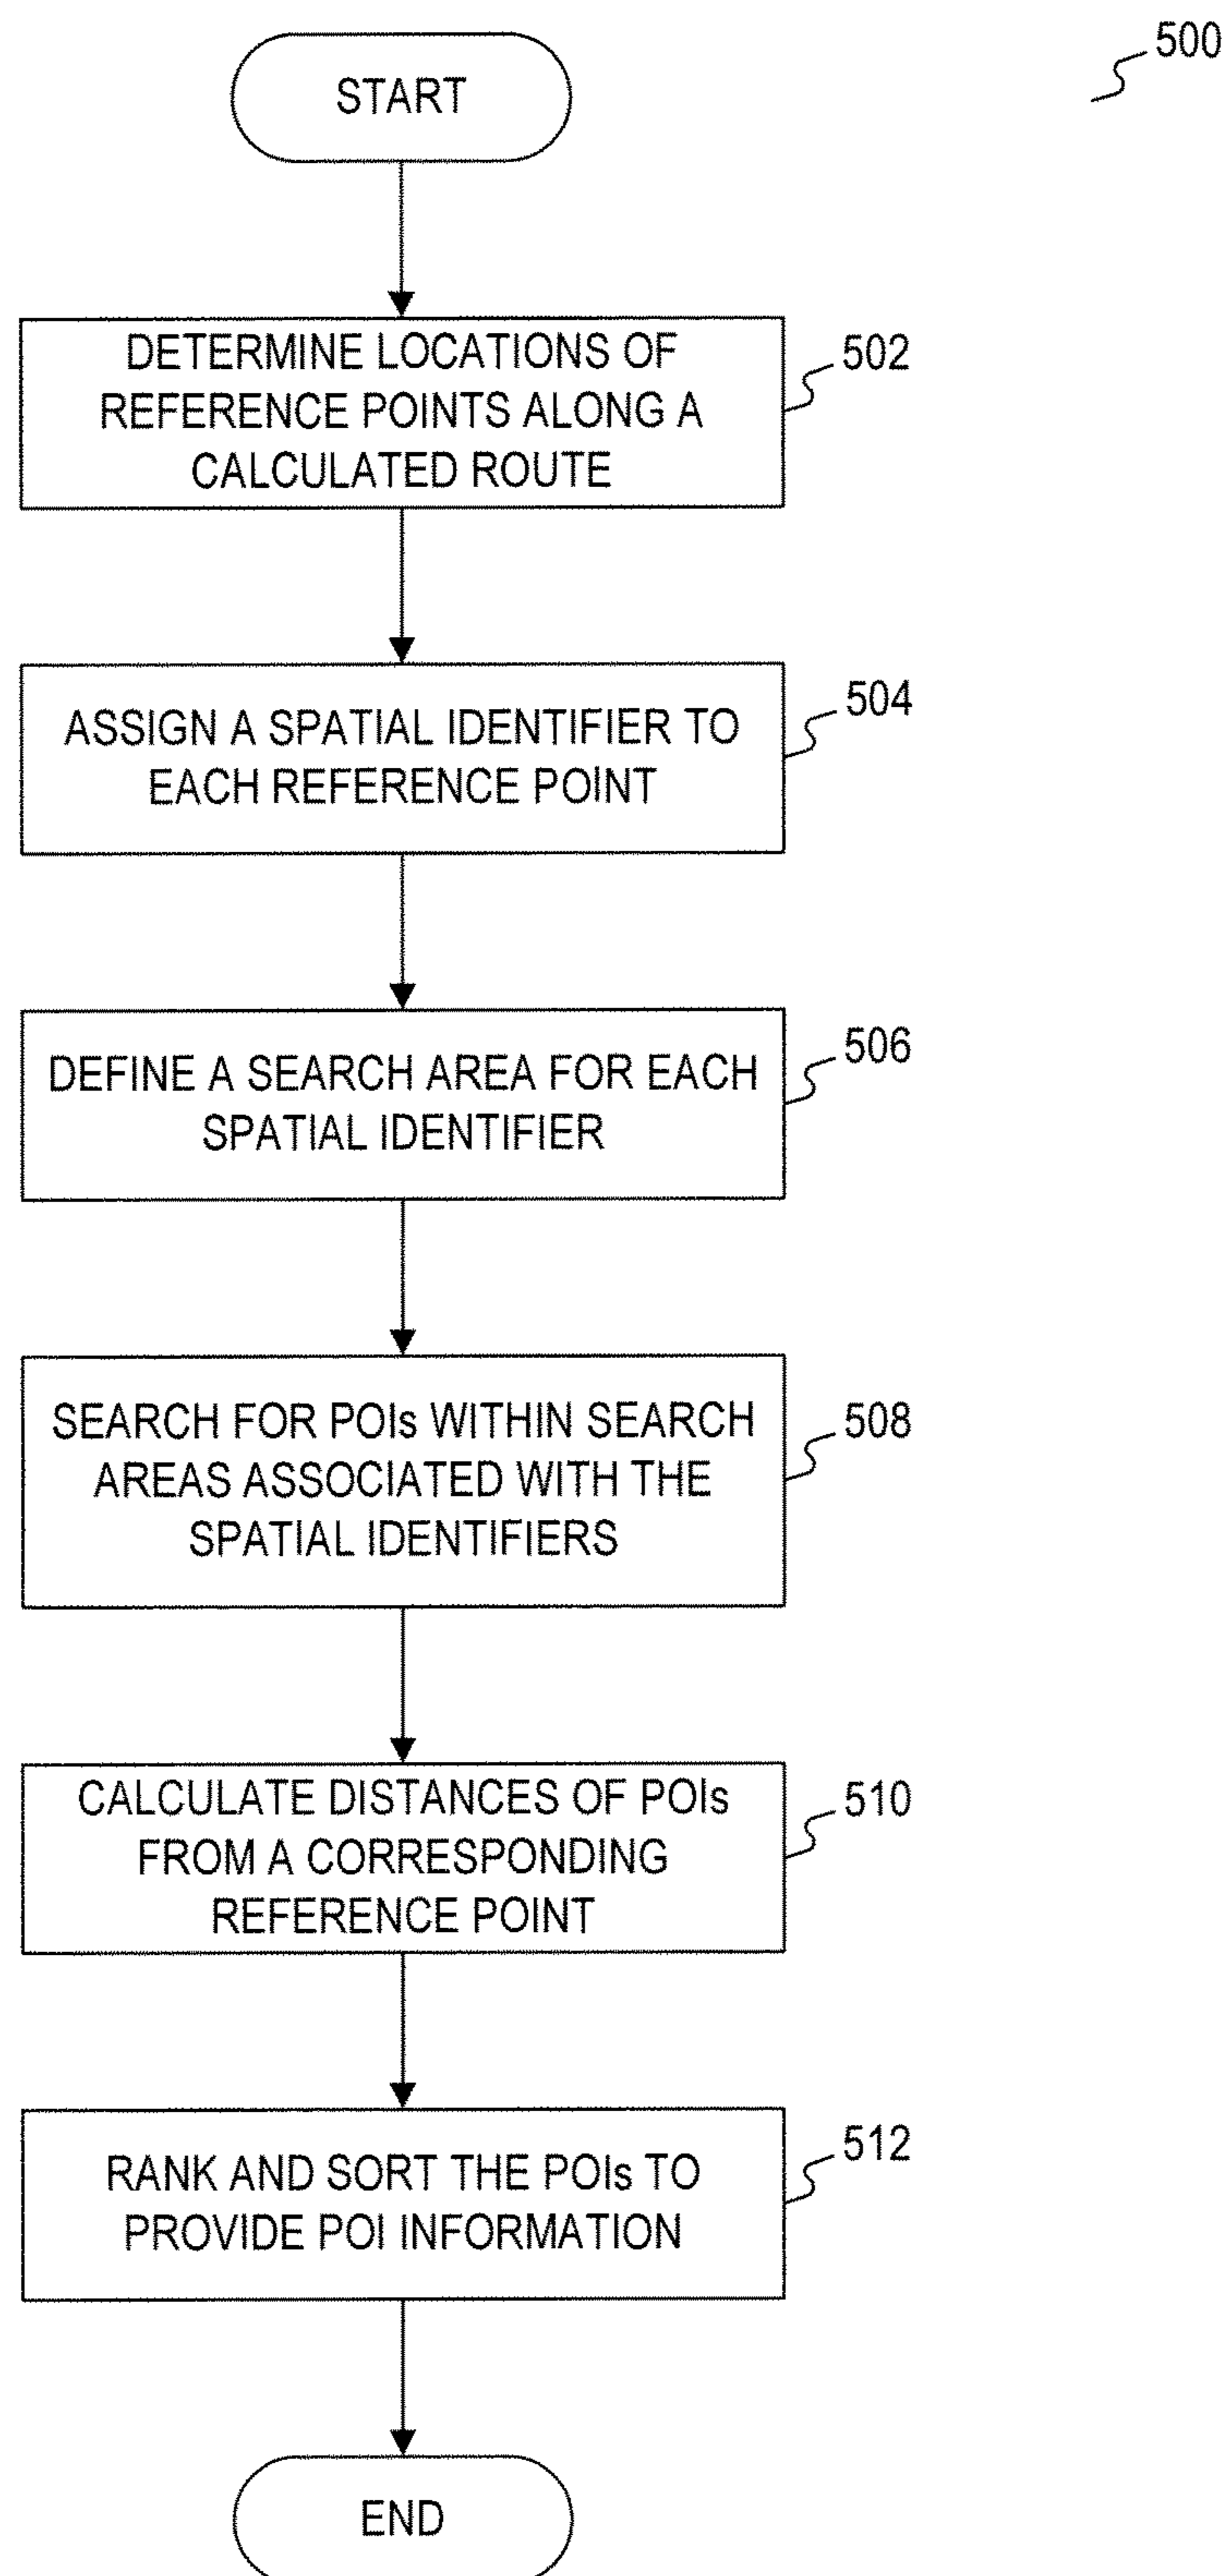 500
START
DETERMINE LOCATIONS OF
REFERENCE POINTS ALONG A
CALCULATED ROUTE
502
ASSIGN A SPATIAL IDENTIFIER TO
EACH REFERENCE POINT
504
DEFINE A SEARCH AREA FOR EACH
SPATIAL IDENTIFIER
506
SEARCH FOR POIs WITHIN SEARCH
AREAS ASSOCIATED WITH THE
SPATIAL IDENTIFIERS
508
CALCULATE DISTANCES OF POIs
FROM A CORRESPONDING
REFERENCE POINT
510
RANK AND SORT THE POIs TO
PROVIDE POI INFORMATION
512
END